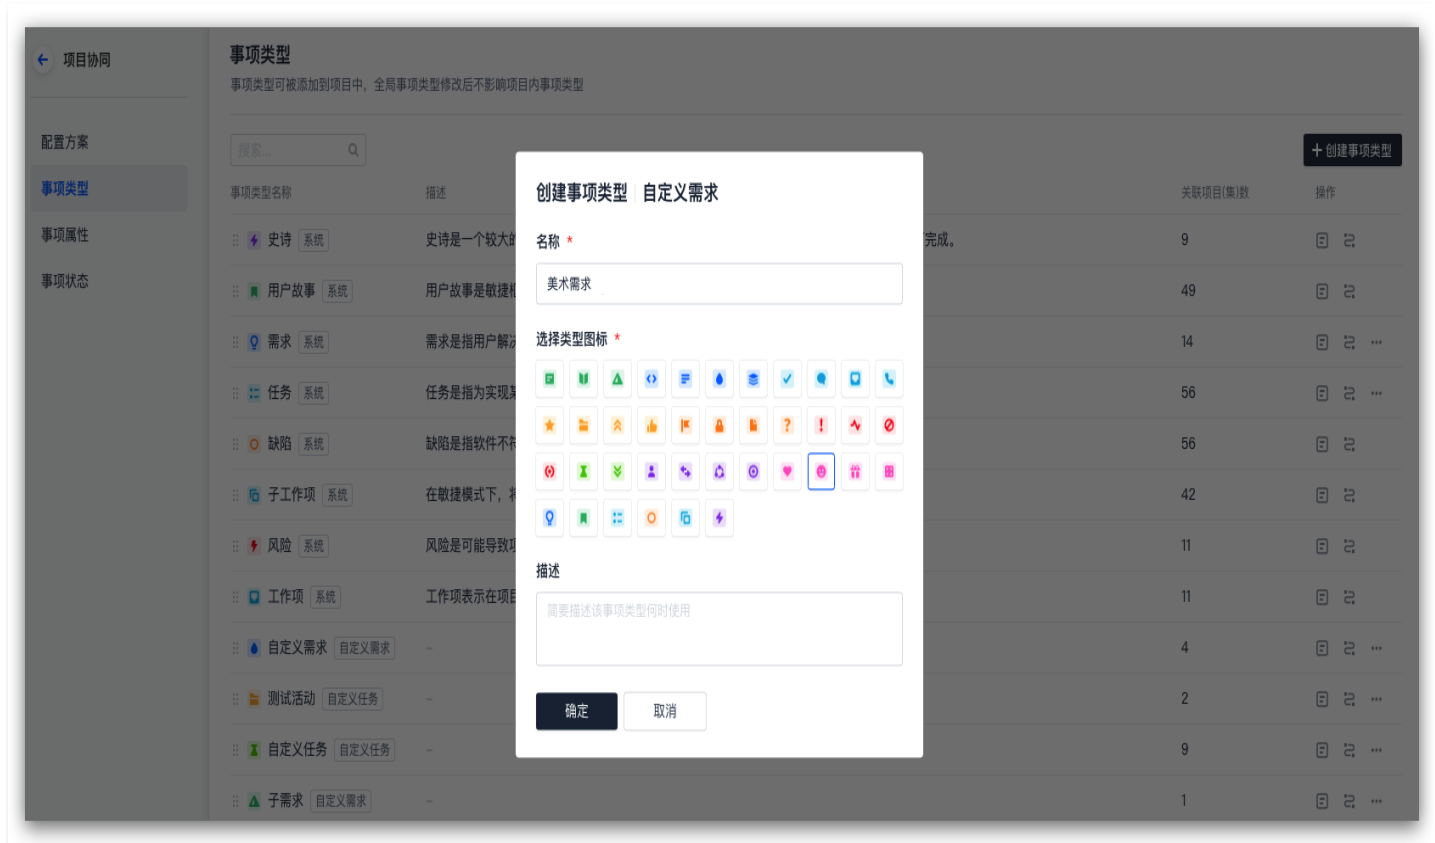 项目协同
事项类型
事项类型可被添加到项目中，全局事项类型修改后不影响项目内事项类型
配置方案
事项类型
事项属性
事项状态
搜索...
创建事项类型
事项类型名称 描述 关联项目(集)数 操作
史诗 系统 史诗是一个较大的 完成。 9
用户故事 系统 用户故事是敏捷 49
需求 系统 需求是指用户解决 14
任务 系统 任务是指为实现某 56
缺陷 系统 缺陷是指软件不符 56
子工作项 系统 在敏捷模式下， 42
风险 系统 风险是可能导致项 11
工作项 系统 工作项表示在项目 11
自定义需求 自定义需求 – 4
测试活动 自定义任务 – 2
自定义任务 自定义任务 – 9
子需求 自定义需求 – 1
创建事项类型 自定义需求
名称 *
美术需求
选择类型图标 *
描述
简要描述该事项类型何时使用
确定 取消